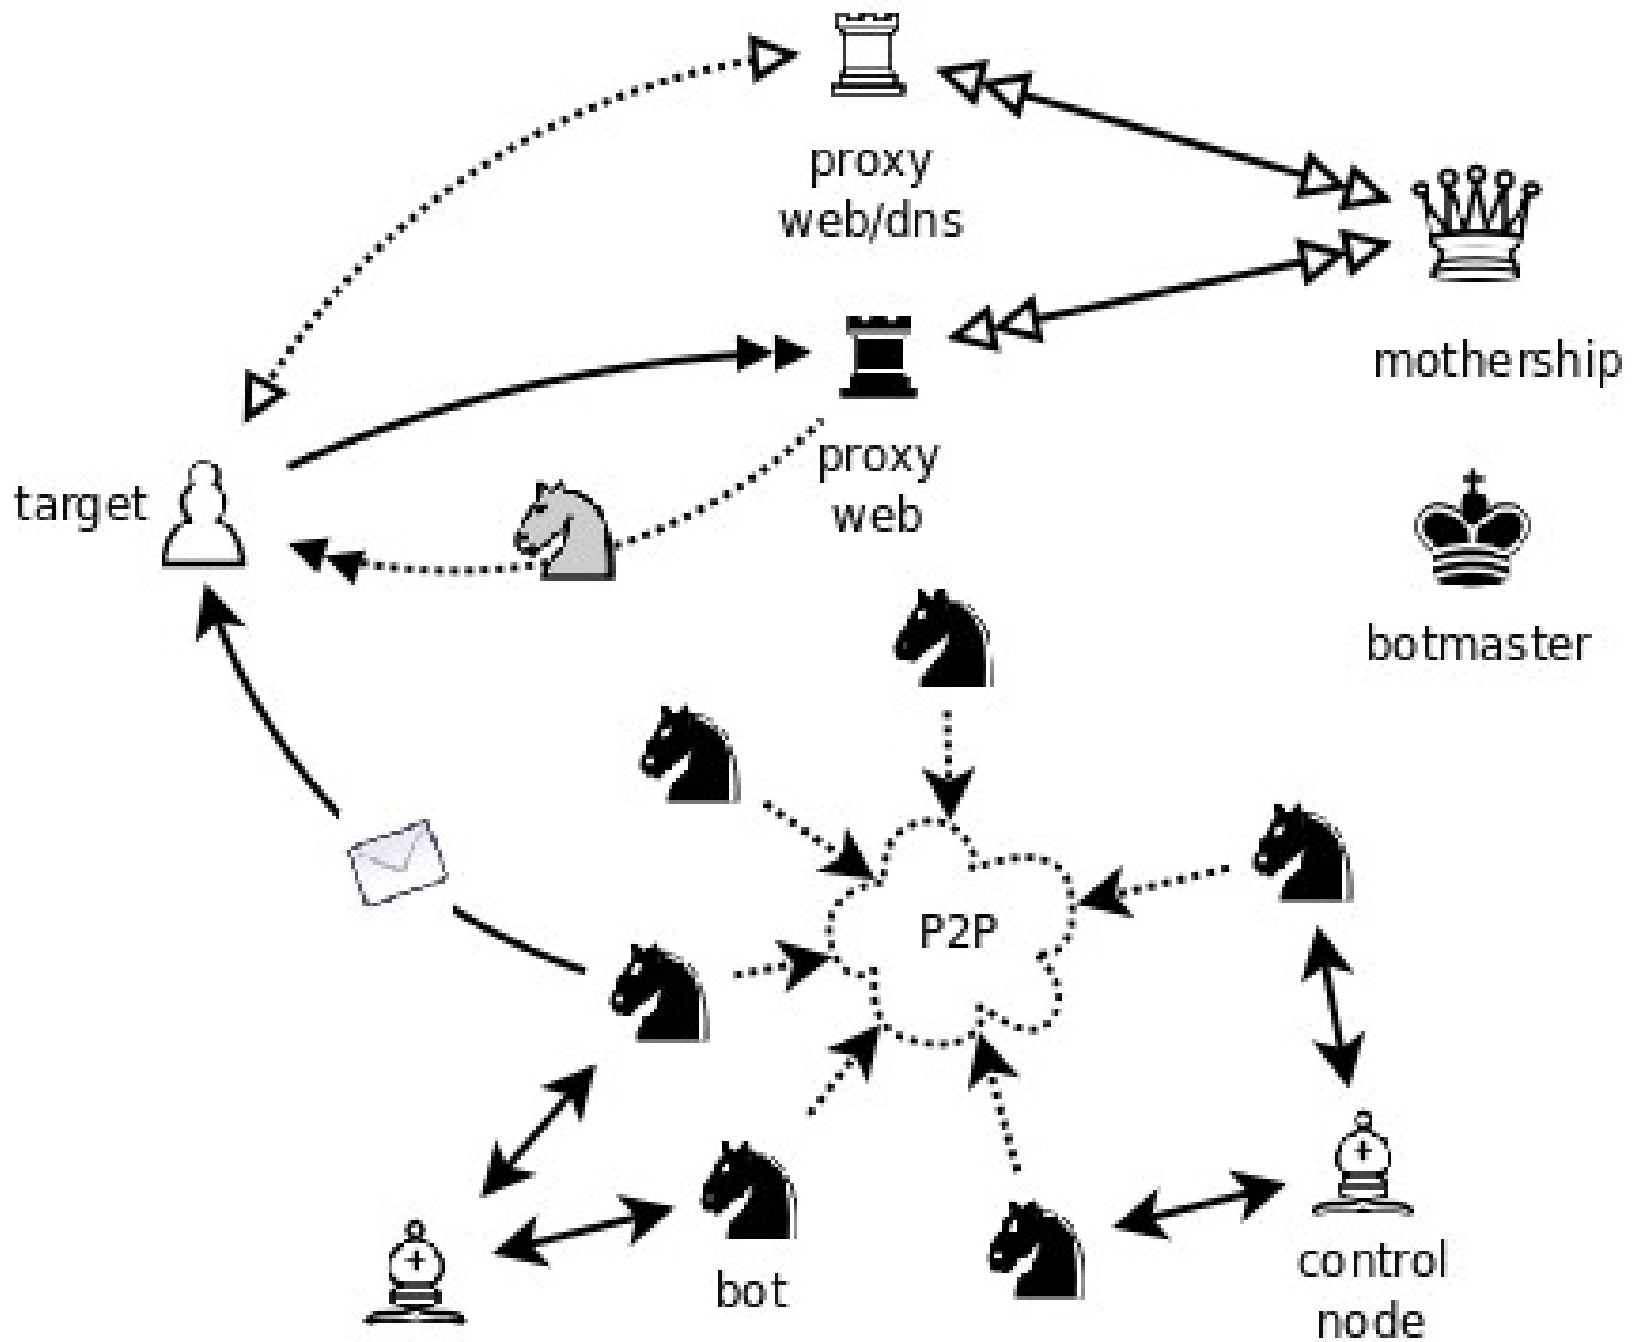 proxy
web/dns
mothership
proxy
web
target
botmaster
P2P
bot
control
node